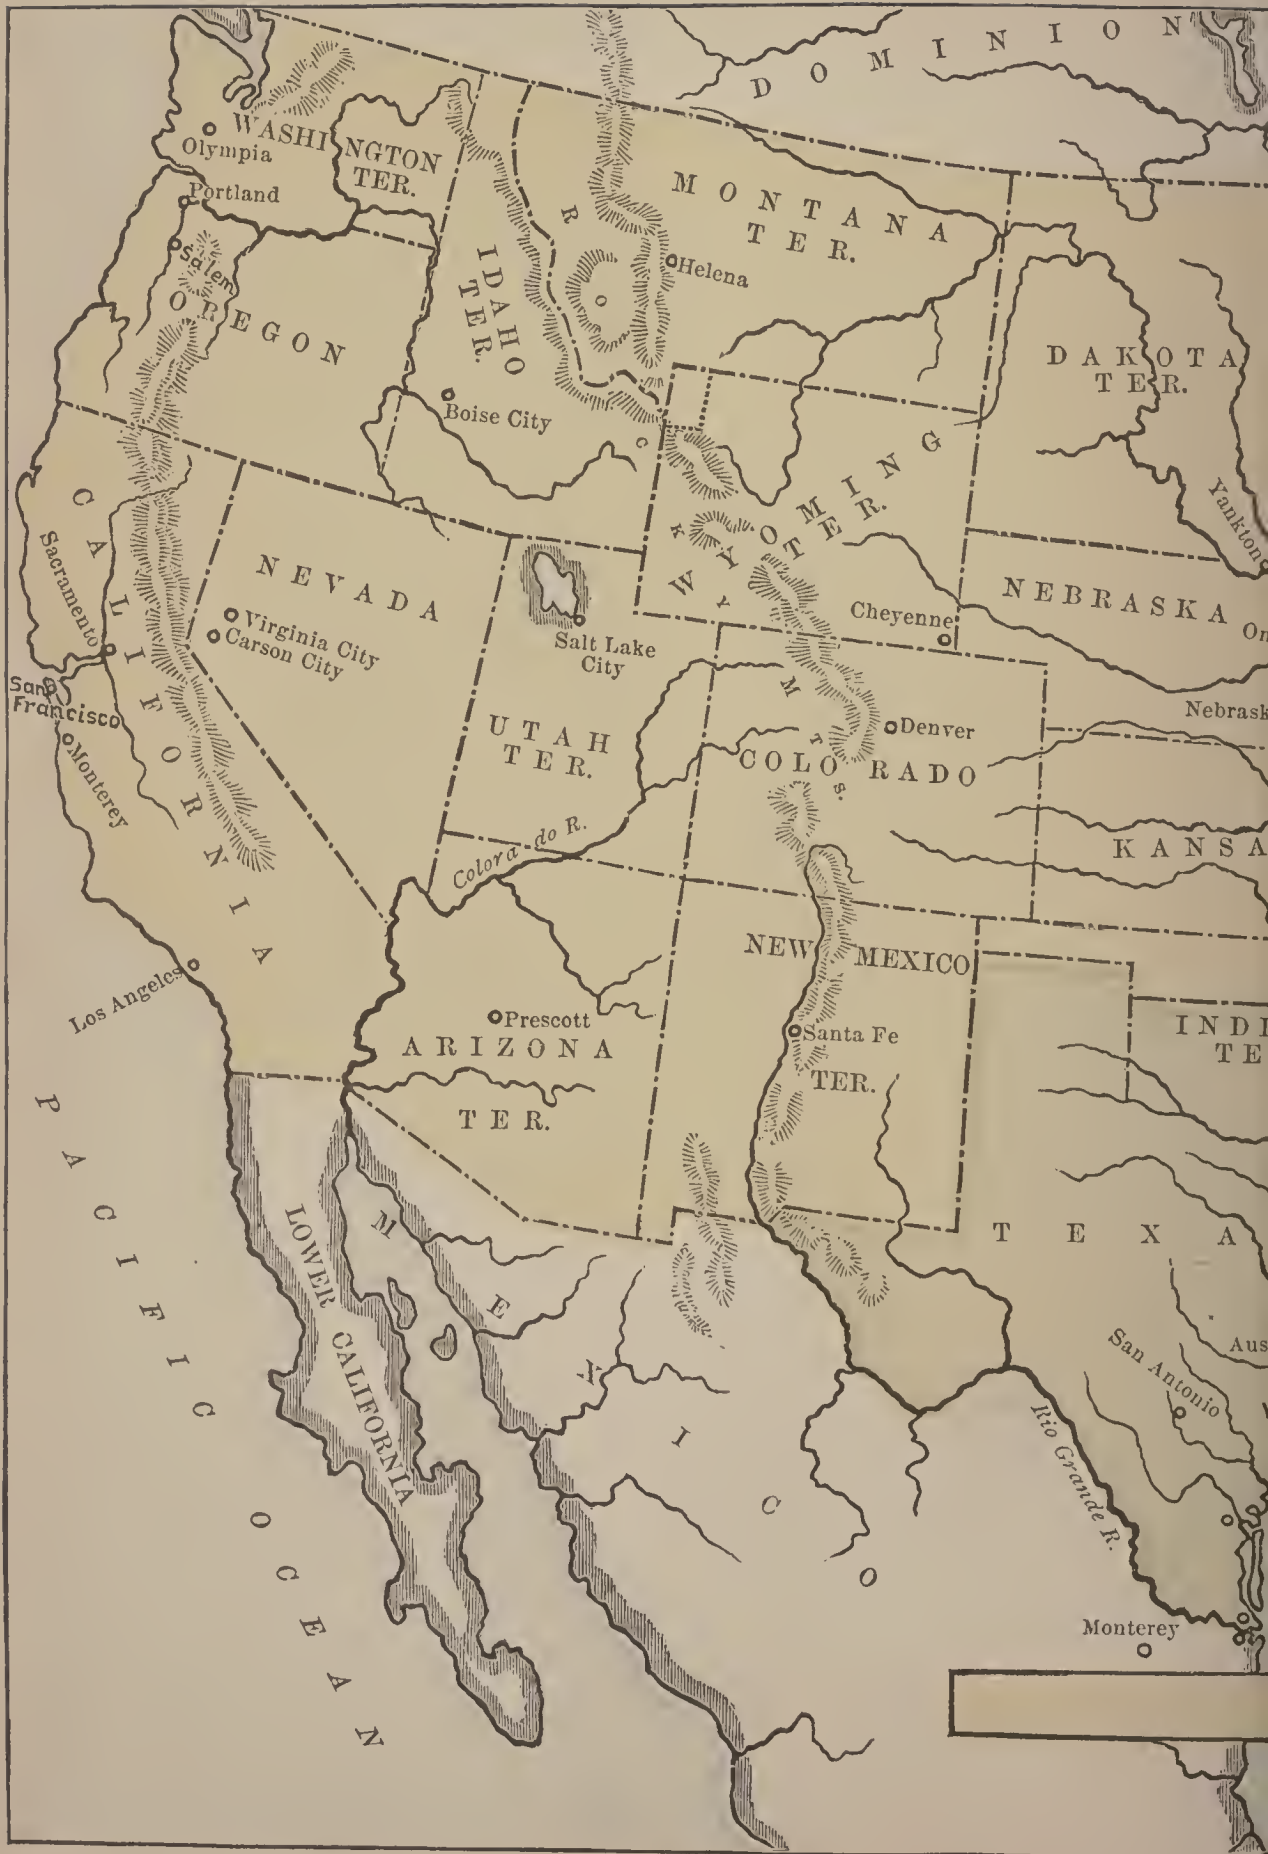 DOMINION
WASHINGTON
TER.
Olympia
Portland
Salem
OREGON
IDAHO
TER.
Boise City
MONTANA
TER.
Helena
DAKOTA
TER.
Yankton
WYOMING
TER.
Cheyenne
NEBRASKA
Om
Nebrask
ROCKY MTS.
CALIFORNIA
Sacramento
San
Francisco
Monterey
Los Angeles
NEVADA
Virginia City
Carson City
Salt Lake
City
UTAH
TER.
Colorado R.
Denver
COLORADO
KANSA
NEW MEXICO
TER.
Santa Fe
Prescott
ARIZONA
TER.
INDI
TE
TEXA
Aus
San Antonio
Rio Grande R.
Monterey
LOWER CALIFORNIA
MEXICO
PACIFIC OCEAN